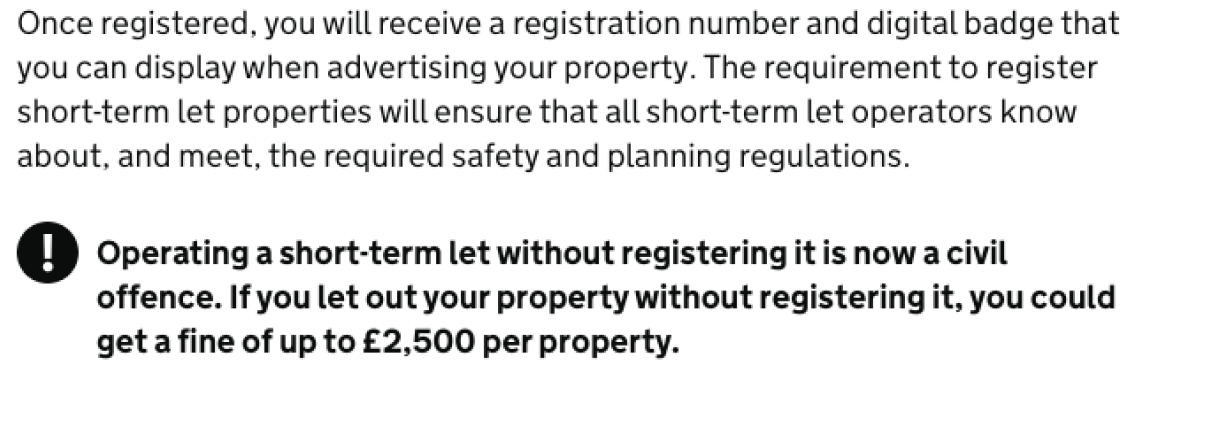 Once registered, you will receive a registration number and digital badge that
you can display when advertising your property. The requirement to register
short-term let properties will ensure that all short-term let operators know
about, and meet, the required safety and planning regulations.
! Operating a short-term let without registering it is now a civil
offence. If you let out your property without registering it, you could
get a fine of up to £2,500 per property.